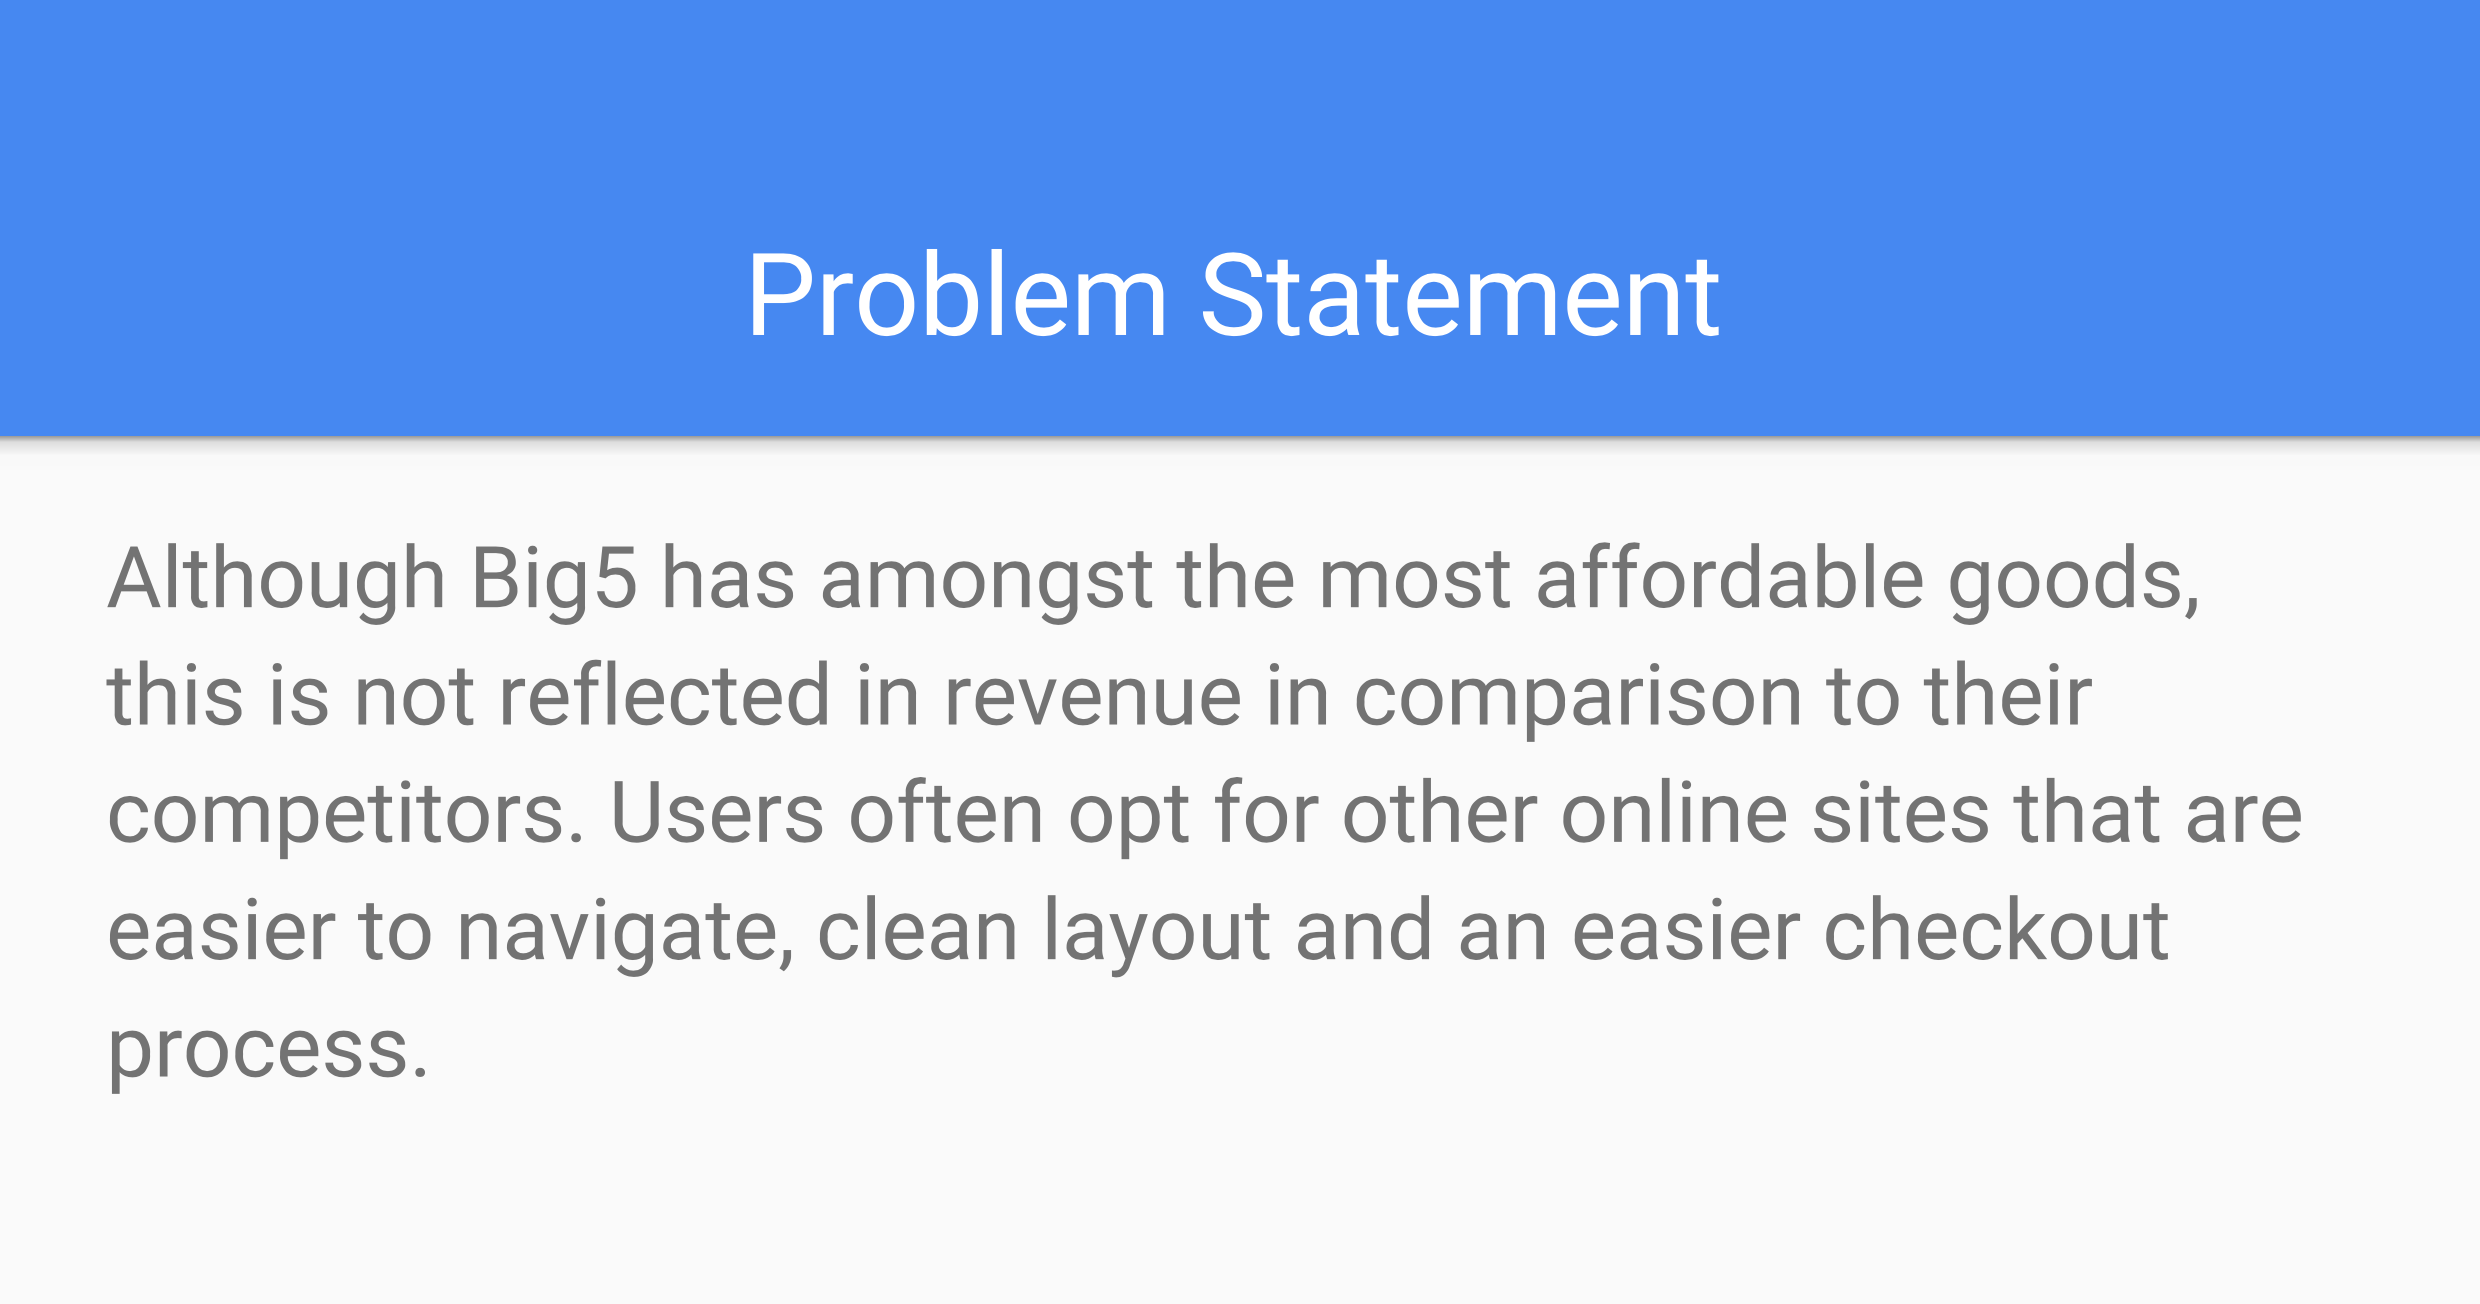 Problem Statement
Although Big5 has amongst the most affordable goods,
this is not reflected in revenue in comparison to their
competitors. Users often opt for other online sites that are
easier to navigate, clean layout and an easier checkout
process.